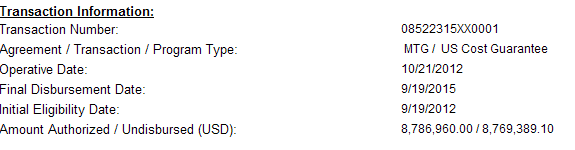 Transaction Information:
Transaction Number: 08522315XX0001
Agreement / Transaction / Program Type: MTG / US Cost Guarantee
Operative Date: 10/21/2012
Final Disbursement Date: 9/19/2015
Initial Eligibility Date: 9/19/2012
Amount Authorized / Undisbursed (USD): 8,786,960.00 / 8,769,389.10